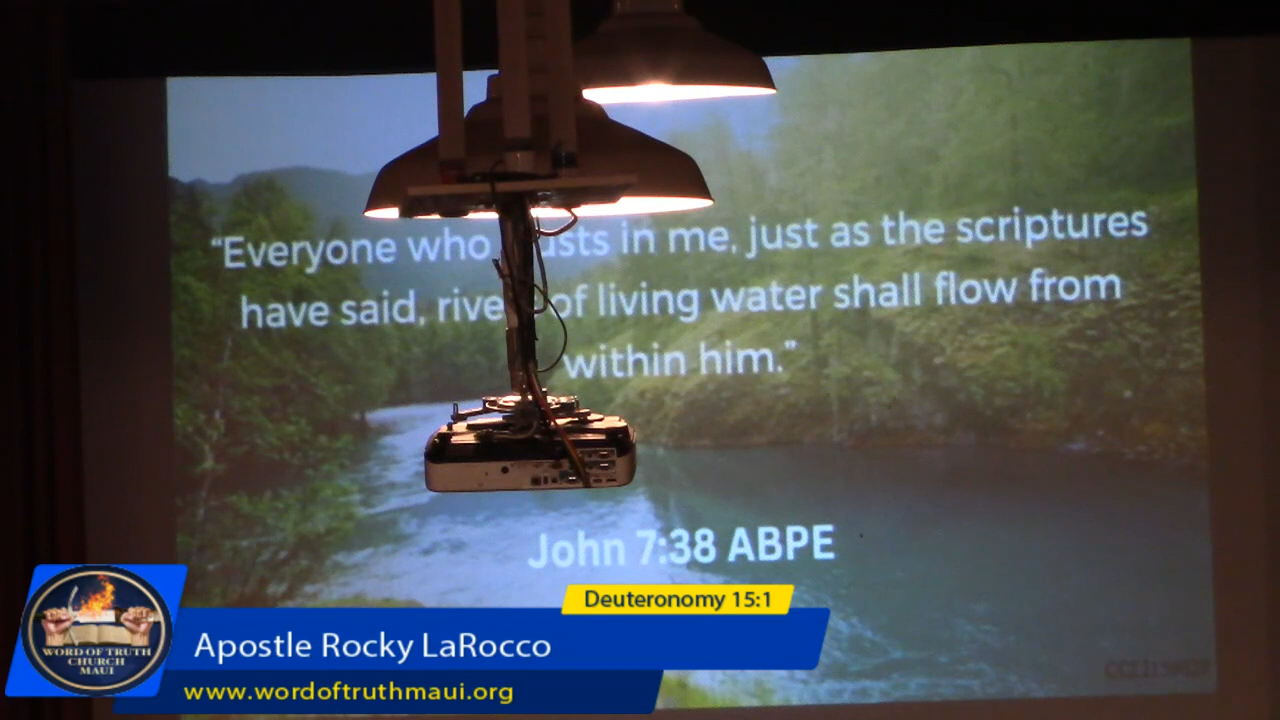 “Everyone who usts in me, just as the scriptures
have said, rive of living water shall flow from
within him.”
John 7:38 ABPE
Deuteronomy 15:1
Apostle Rocky LaRocco
www.wordoftruthmaui.org
WORD OF TRUTH
CHURCH
MAUI